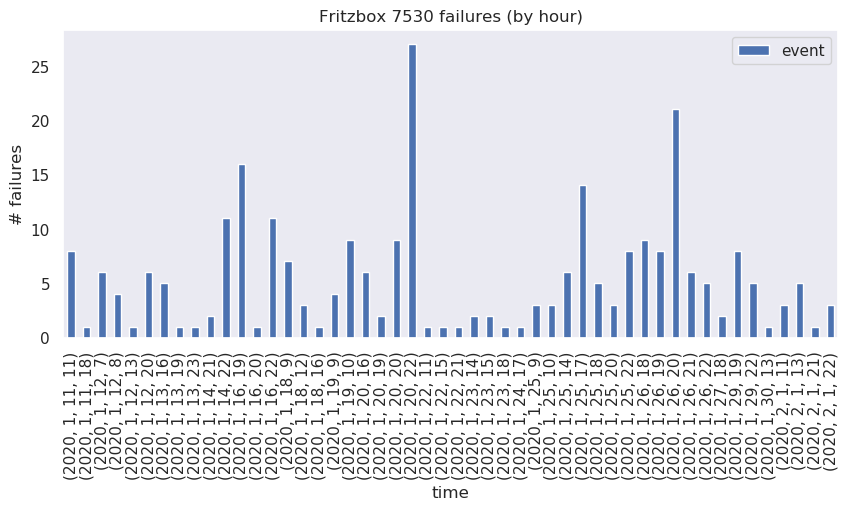 Fritzbox 7530 failures (by hour)
event
# failures
25
20
15
10
5
0
(2020, 1, 11, 11)
(2020, 1, 11, 18)
(2020, 1, 12, 7)
(2020, 1, 12, 8)
(2020, 1, 12, 13)
(2020, 1, 12, 20)
(2020, 1, 13, 16)
(2020, 1, 13, 19)
(2020, 1, 13, 23)
(2020, 1, 14, 21)
(2020, 1, 14, 22)
(2020, 1, 16, 19)
(2020, 1, 16, 20)
(2020, 1, 16, 22)
(2020, 1, 18, 9)
(2020, 1, 18, 12)
(2020, 1, 18, 16)
(2020, 1, 19, 9)
(2020, 1, 19, 10)
(2020, 1, 20, 16)
(2020, 1, 20, 19)
(2020, 1, 20, 20)
(2020, 1, 20, 22)
(2020, 1, 22, 11)
(2020, 1, 22, 15)
(2020, 1, 22, 21)
(2020, 1, 23, 14)
(2020, 1, 23, 15)
(2020, 1, 23, 18)
(2020, 1, 24, 17)
(2020, 1, 25, 9)
(2020, 1, 25, 10)
(2020, 1, 25, 14)
(2020, 1, 25, 17)
(2020, 1, 25, 18)
(2020, 1, 25, 20)
(2020, 1, 25, 22)
(2020, 1, 26, 18)
(2020, 1, 26, 19)
(2020, 1, 26, 20)
(2020, 1, 26, 21)
(2020, 1, 26, 22)
(2020, 1, 27, 18)
(2020, 1, 29, 19)
(2020, 1, 29, 22)
(2020, 1, 30, 13)
(2020, 2, 1, 11)
(2020, 2, 1, 13)
(2020, 2, 1, 21)
(2020, 2, 1, 22)
time